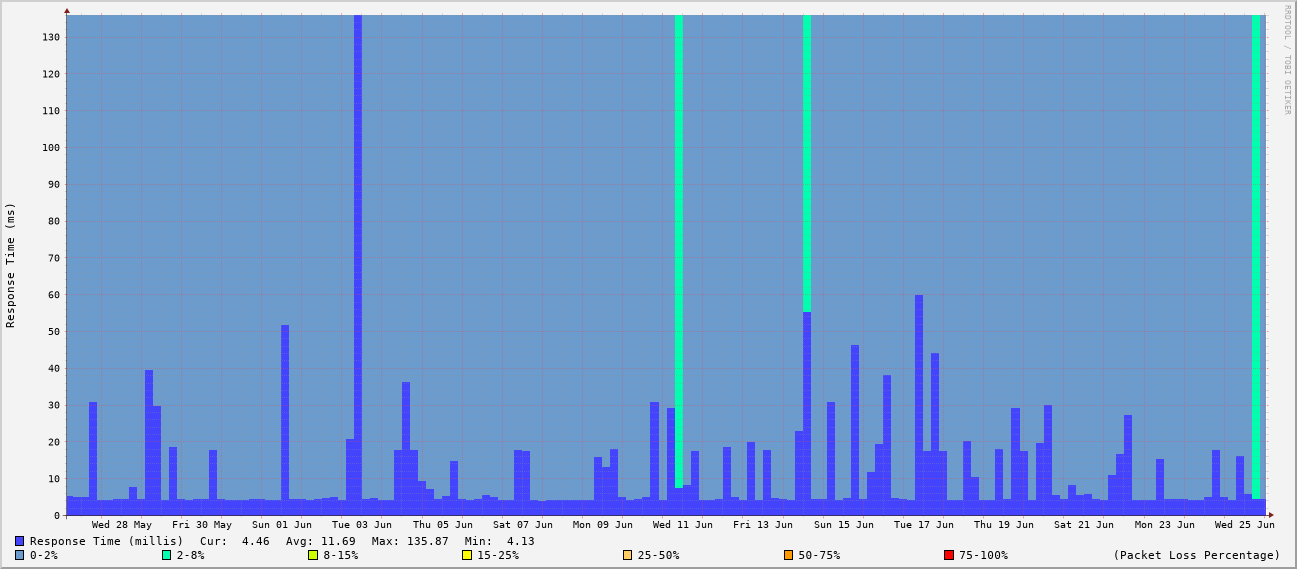 RRDTOOL / TOBI OETIKER
Response Time (ms)
130
120
110
100
90
80
70
60
50
40
30
20
10
0
Wed 28 May Fri 30 May Sun 01 Jun Tue 03 Jun Thu 05 Jun Sat 07 Jun Mon 09 Jun Wed 11 Jun Fri 13 Jun Sun 15 Jun Tue 17 Jun Thu 19 Jun Sat 21 Jun Mon 23 Jun Wed 25 Jun
Response Time (millis) Cur: 4.46 Avg: 11.69 Max: 135.87 Min: 4.13
0-2% 2-8% 8-15% 15-25% 25-50% 50-75% 75-100% (Packet Loss Percentage)